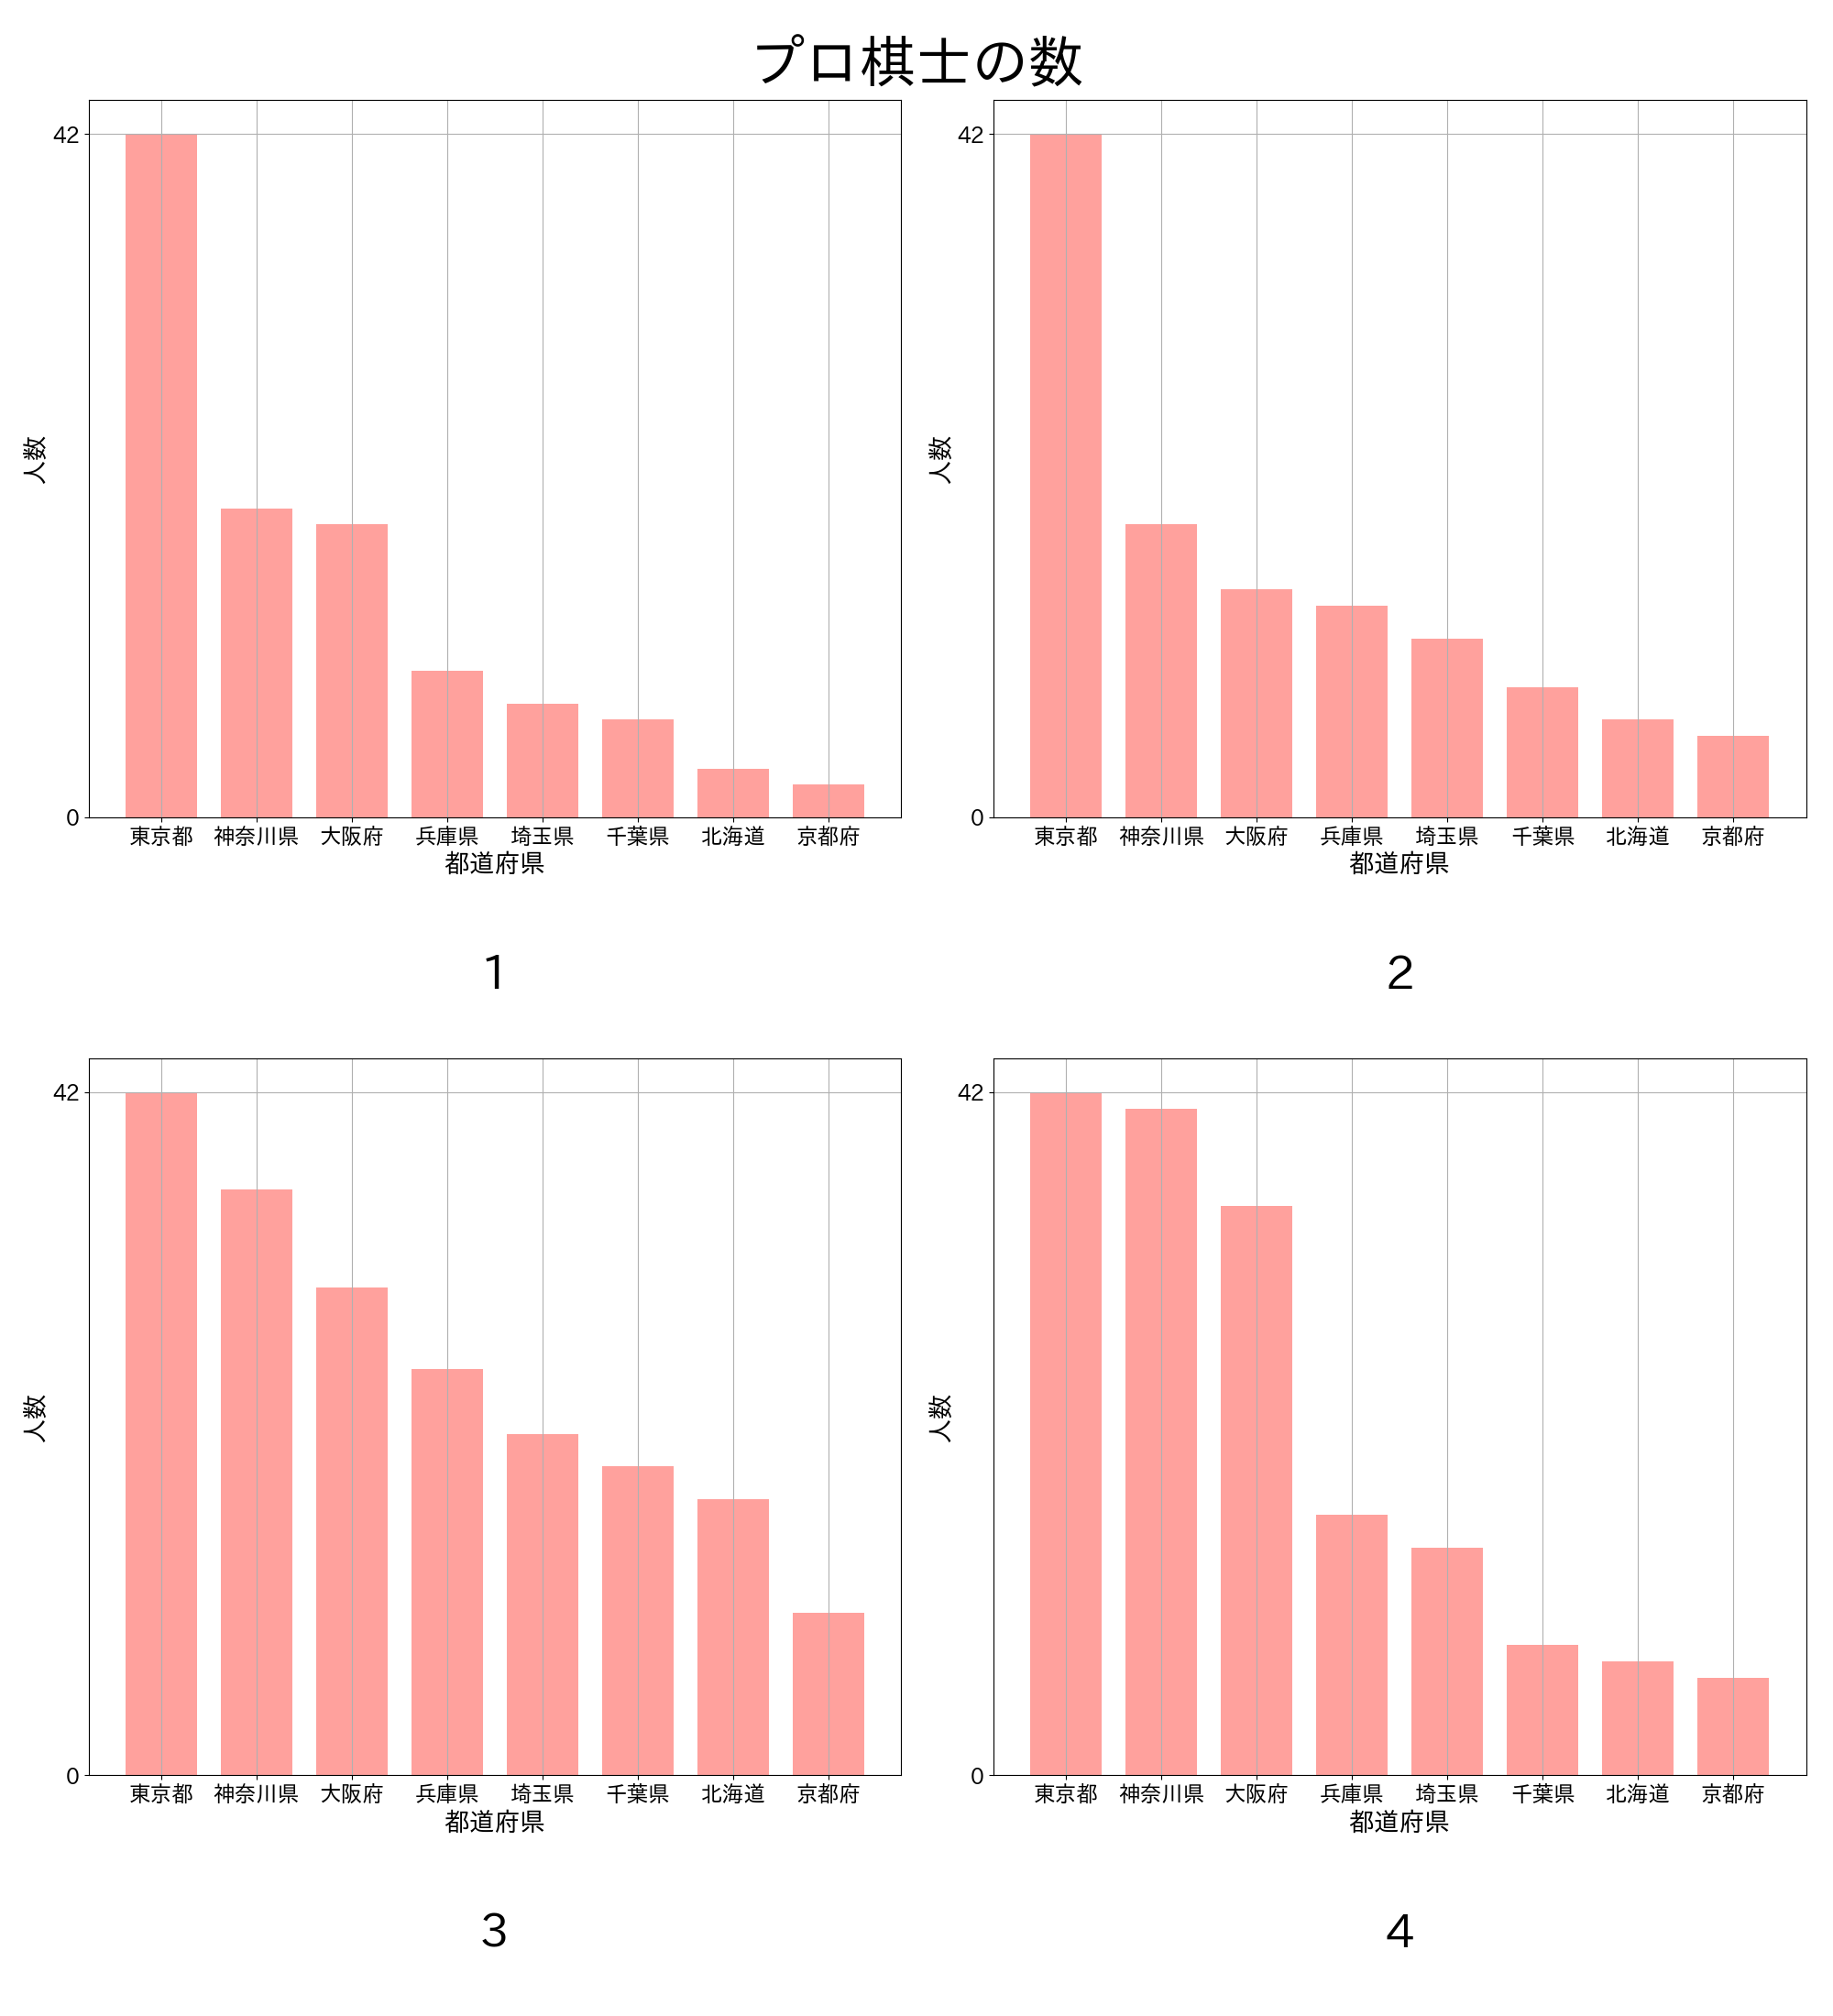 プロ棋士の数
42
0
人数
東京都 神奈川県 大阪府 兵庫県 埼玉県 千葉県 北海道 京都府
都道府県
1
42
0
人数
東京都 神奈川県 大阪府 兵庫県 埼玉県 千葉県 北海道 京都府
都道府県
2
42
0
人数
東京都 神奈川県 大阪府 兵庫県 埼玉県 千葉県 北海道 京都府
都道府県
3
42
0
人数
東京都 神奈川県 大阪府 兵庫県 埼玉県 千葉県 北海道 京都府
都道府県
4